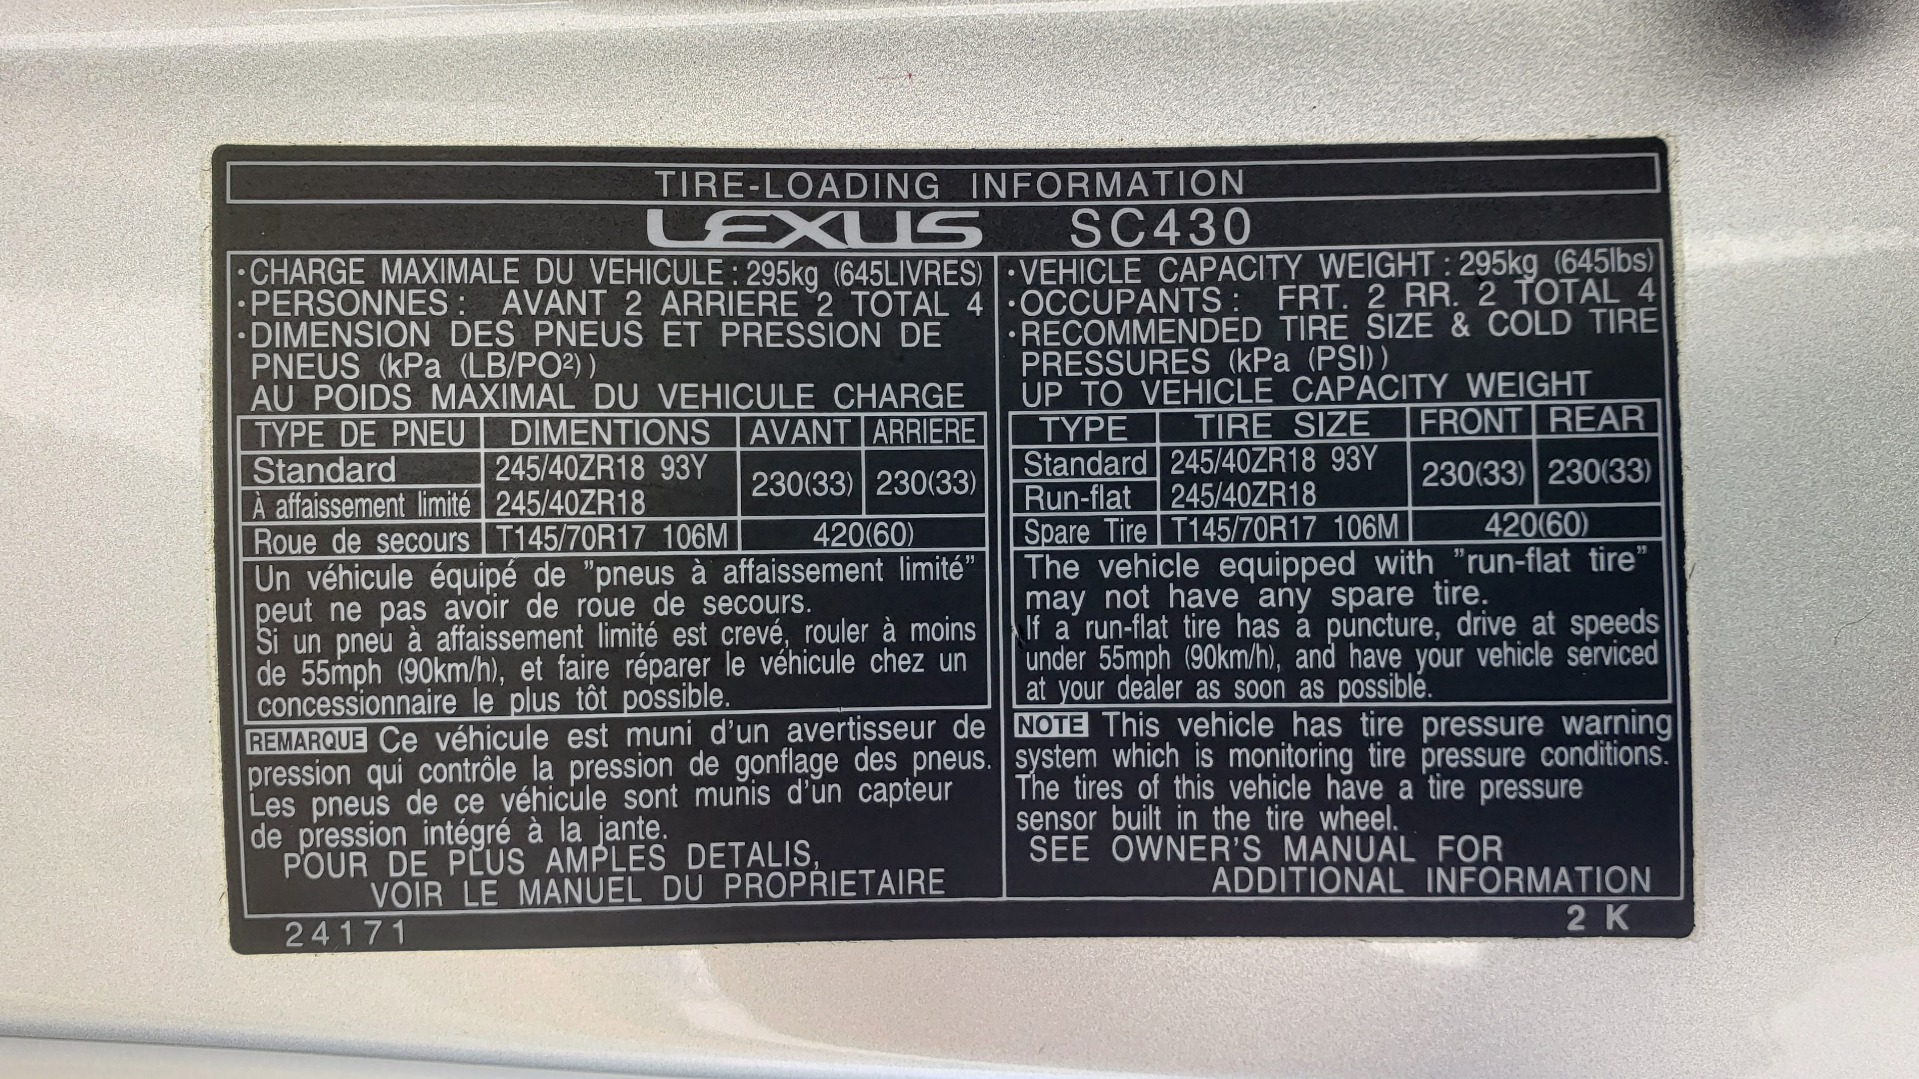 TIRE-LOADING INFORMATION
LEXUS SC430
·CHARGE MAXIMALE DU VEHICULE : 295kg (645LIVRES)
·PERSONNES : AVANT 2 ARRIERE 2 TOTAL 4
·DIMENSION DES PNEUS ET PRESSION DE
PNEUS (kPa (LB/PO²))
AU POIDS MAXIMAL DU VEHICULE CHARGE
TYPE DE PNEU DIMENTIONS AVANT ARRIERE
Standard 245/40ZR18 93Y 230(33) 230(33)
À affaissement limité 245/40ZR18
Roue de secours T145/70R17 106M 420(60)
Un véhicule équipé de "pneus à affaissement limité"
peut ne pas avoir de roue de secours.
Si un pneu à affaissement limité est crevé, rouler à moins
de 55mph (90km/h), et faire réparer le véhicule chez un
concessionnaire le plus tôt possible.
REMARQUE Ce véhicule est muni d'un avertisseur de
pression qui contrôle la pression de gonflage des pneus.
Les pneus de ce véhicule sont munis d'un capteur
de pression intégré à la jante.
POUR DE PLUS AMPLES DETALIS,
VOIR LE MANUEL DU PROPRIETAIRE
24171
·VEHICLE CAPACITY WEIGHT : 295kg (645lbs)
·OCCUPANTS : FRT. 2 RR. 2 TOTAL 4
·RECOMMENDED TIRE SIZE & COLD TIRE
PRESSURES (kPa (PSI))
UP TO VEHICLE CAPACITY WEIGHT
TYPE TIRE SIZE FRONT REAR
Standard 245/40ZR18 93Y 230(33) 230(33)
Run-flat 245/40ZR18
Spare Tire T145/70R17 106M 420(60)
The vehicle equipped with "run-flat tire"
may not have any spare tire.
If a run-flat tire has a puncture, drive at speeds
under 55mph (90km/h), and have your vehicle serviced
at your dealer as soon as possible.
NOTE This vehicle has tire pressure warning
system which is monitoring tire pressure conditions.
The tires of this vehicle have a tire pressure
sensor built in the tire wheel.
SEE OWNER'S MANUAL FOR
ADDITIONAL INFORMATION
2 K